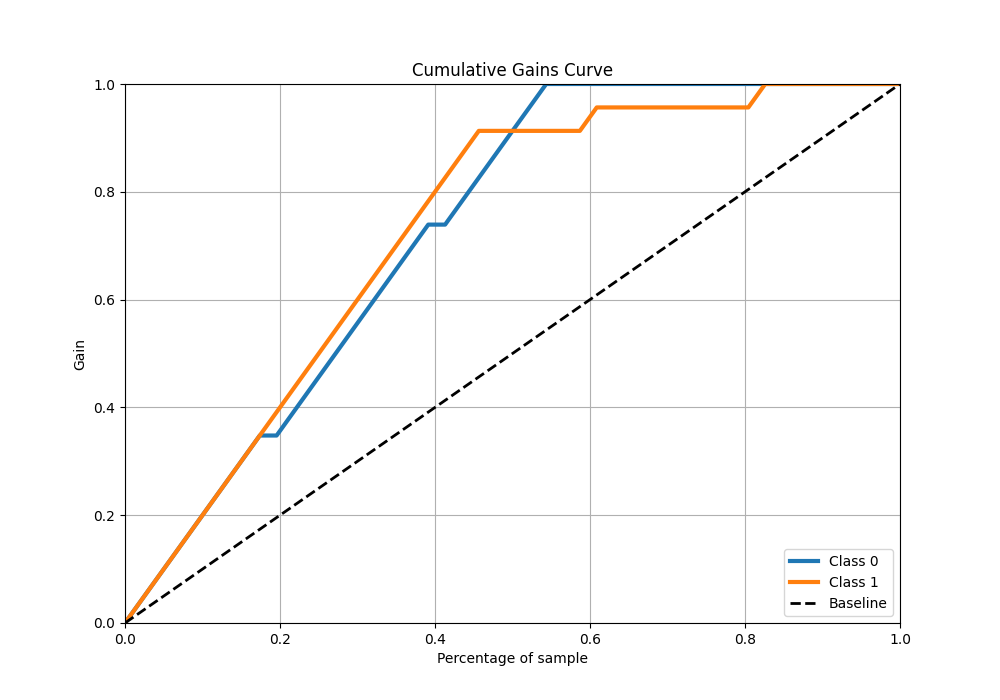 Cumulative Gains Curve
1.0
0.8
0.6
0.4
0.2
0.0
Gain
0.0 0.2 0.4 0.6 0.8 1.0
Percentage of sample
Class 0
Class 1
Baseline